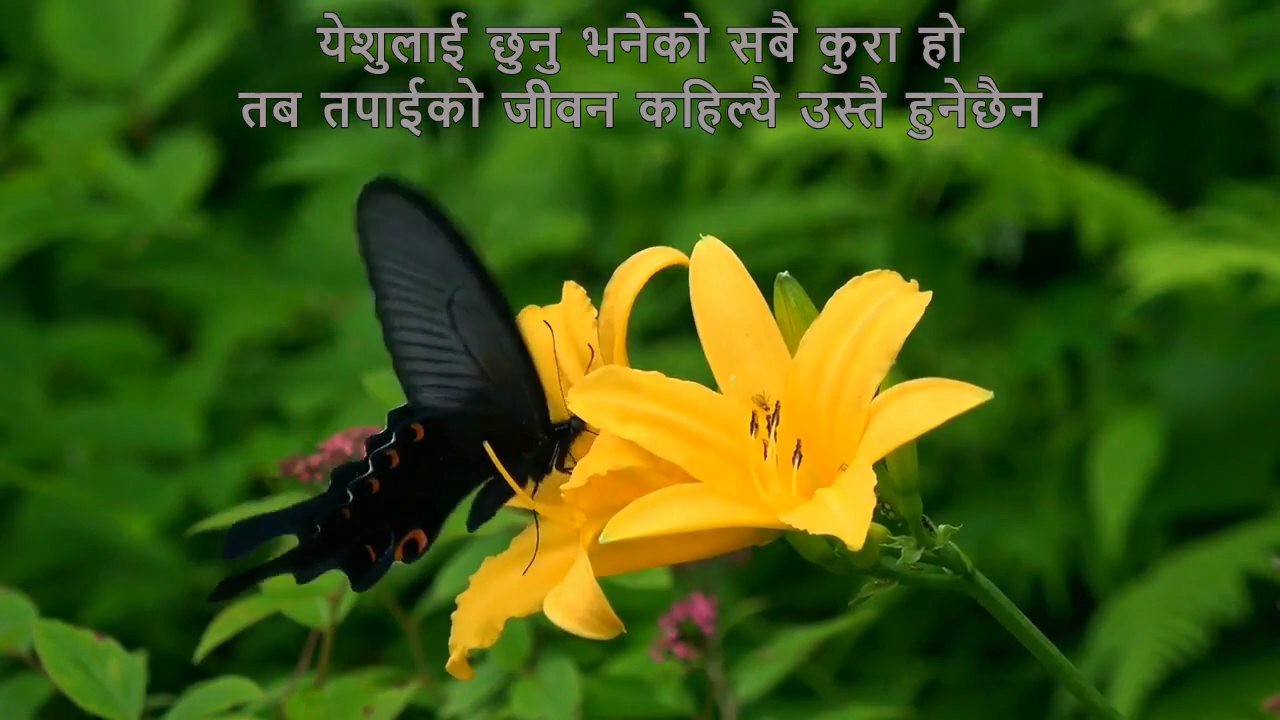 येशुलाई छुनु भनेको सबै कुरा हो
तब तपाईको जीवन कहिल्यै उस्तै हुनेछैन